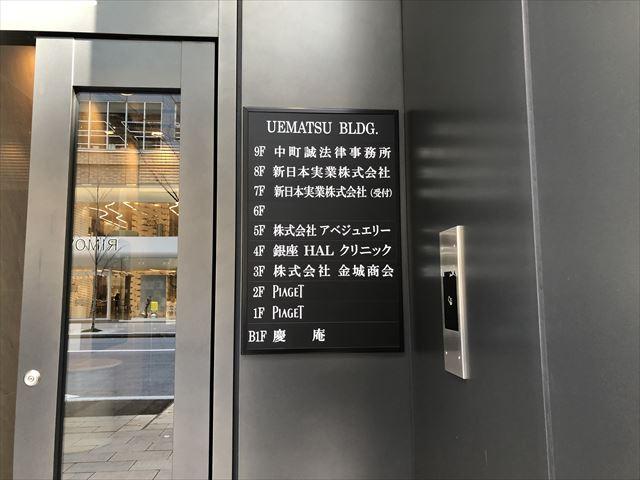 UEMATSU BLDG.
9F 中町誠法律事務所
8F 新日本実業株式会社
7F 新日本実業株式会社(受付)
6F
5F 株式会社 アベジュエリー
4F 銀座 HAL クリニック
3F 株式会社 金城商会
2F PIAGET
1F PIAGET
B1F 慶 庵